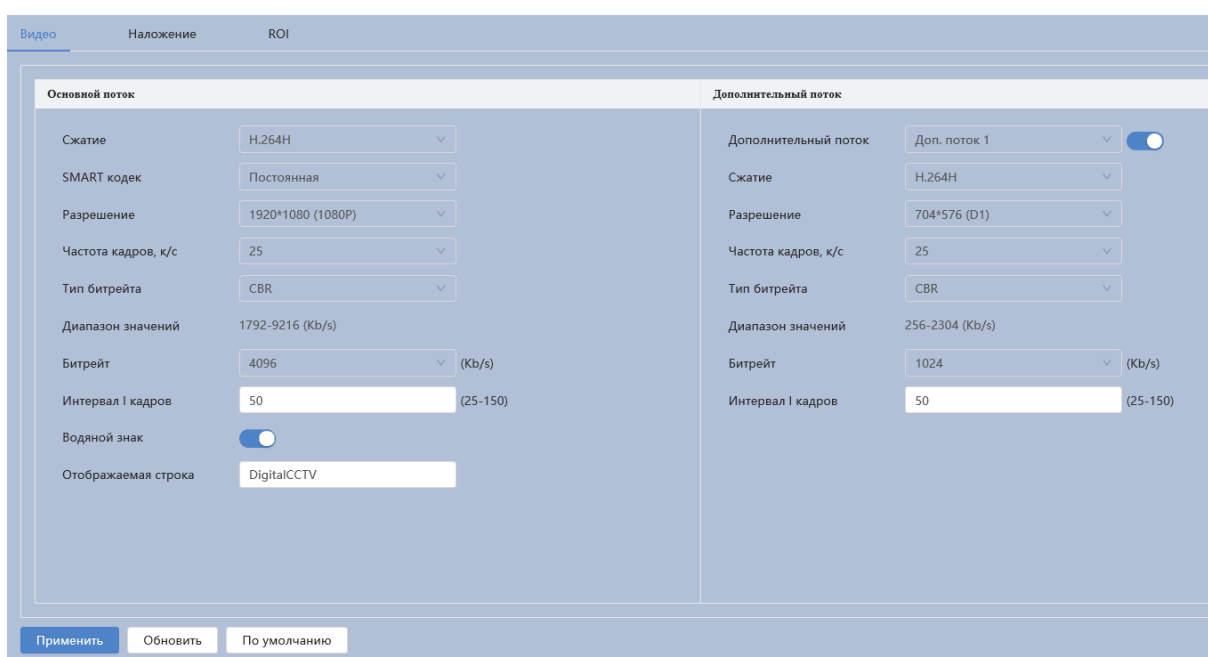 Видео Наложение ROI
Основной поток
Сжатие H.264H
SMART кодек Постоянная
Разрешение 1920*1080 (1080P)
Частота кадров, к/с 25
Тип битрейта CBR
Диапазон значений 1792-9216 (Kb/s)
Битрейт 4096 (Kb/s)
Интервал I кадров 50 (25-150)
Водяной знак
Отображаемая строка DigitalCCTV
Дополнительный поток
Дополнительный поток Доп. поток 1
Сжатие H.264H
Разрешение 704*576 (D1)
Частота кадров, к/с 25
Тип битрейта CBR
Диапазон значений 256-2304 (Kb/s)
Битрейт 1024 (Kb/s)
Интервал I кадров 50 (25-150)
Применить Обновить По умолчанию